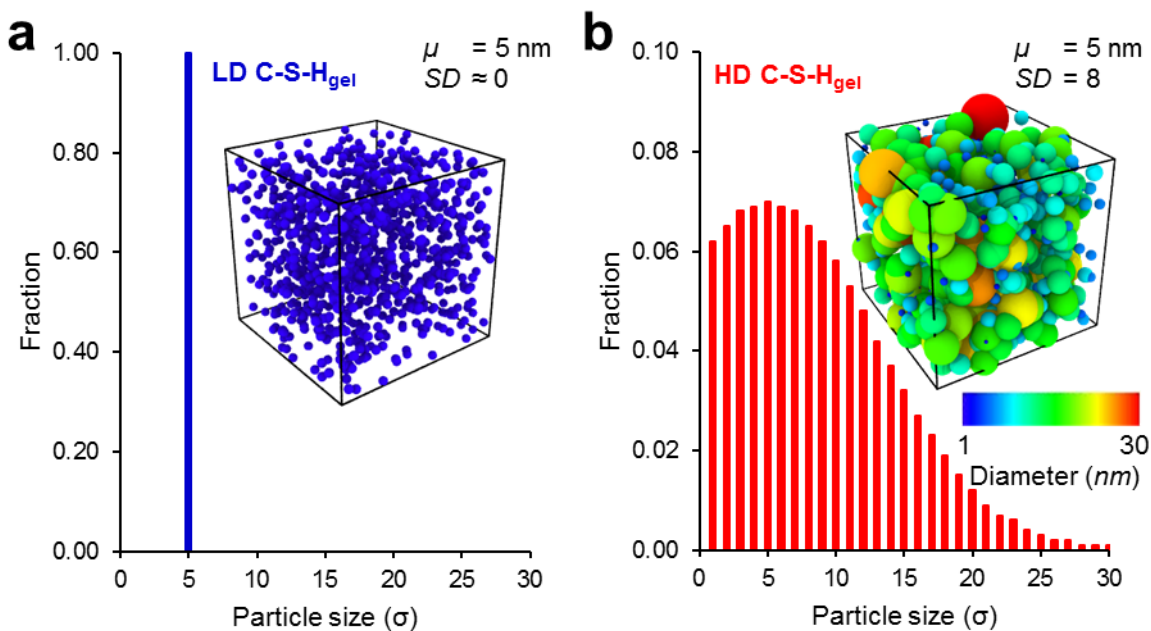 a
μ = 5 nm
SD ≈ 0
LD C-S-Hgel
1.00
0.80
0.60
0.40
0.20
0.00
Fraction
0 5 10 15 20 25 30
Particle size (σ)
b
μ = 5 nm
SD = 8
HD C-S-Hgel
0.10
0.08
0.06
0.04
0.02
0.00
Fraction
1 30
Diameter (nm)
0 5 10 15 20 25 30
Particle size (σ)